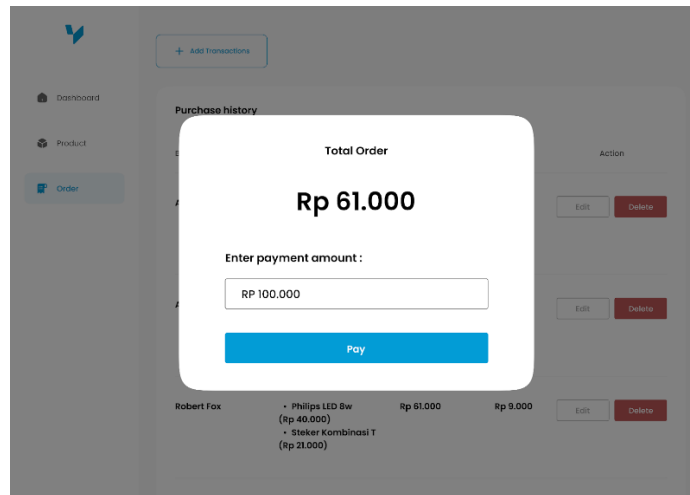 + Add Transactions
Dashboard
Purchase history
Product
Action
Order
Edit Delete
Total Order
Rp 61.000
Enter payment amount :
RP 100.000
Pay
Edit Delete
Robert Fox • Philips LED 8w Rp 61.000 Rp 9.000 Edit Delete
(Rp 40.000)
• Steker Kombinasi T
(Rp 21.000)